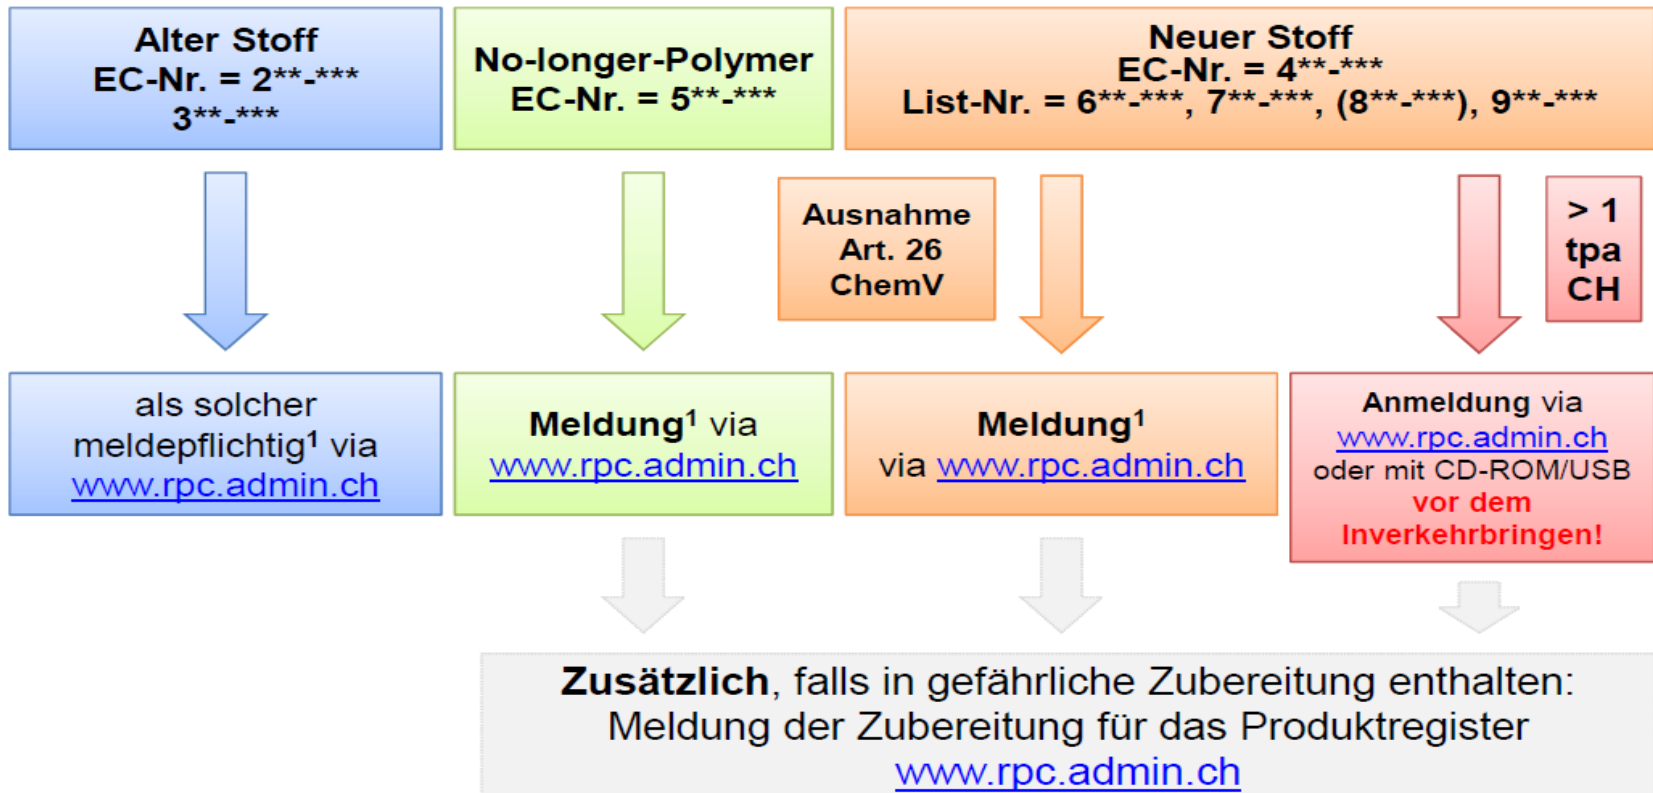 Alter Stoff
EC-Nr. = 2**-***
3**-***
No-longer-Polymer
EC-Nr. = 5**-***
Neuer Stoff
EC-Nr. = 4**-***
List-Nr. = 6**-***, 7**-***, (8**-***), 9**-***
Ausnahme
Art. 26
ChemV
> 1
tpa
CH
als solcher
meldepflichtig¹ via
www.rpc.admin.ch
Meldung¹ via
www.rpc.admin.ch
Meldung¹
via www.rpc.admin.ch
Anmeldung via
www.rpc.admin.ch
oder mit CD-ROM/USB
vor dem
Inverkehrbringen!
Zusätzlich, falls in gefährliche Zubereitung enthalten:
Meldung der Zubereitung für das Produktregister
www.rpc.admin.ch